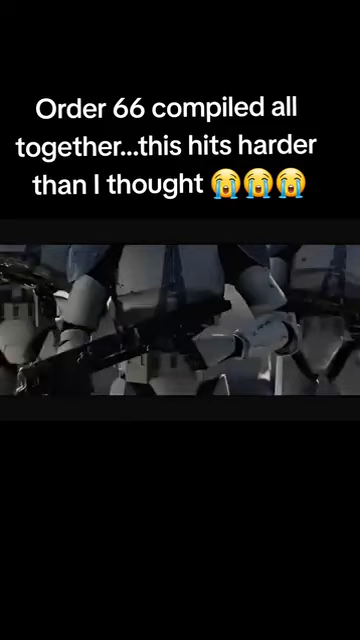 Order 66 compiled all
together...this hits harder
than I thought 😭😭😭